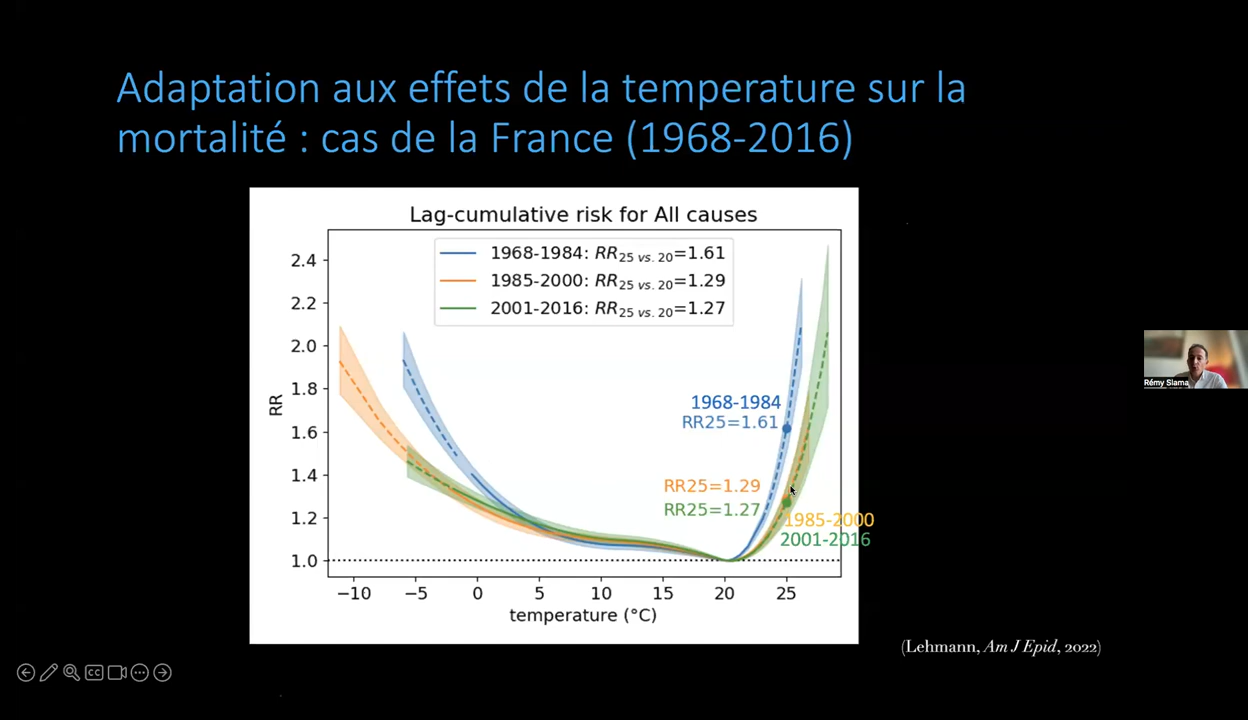 Adaptation aux effets de la temperature sur la
mortalité : cas de la France (1968-2016)
Lag-cumulative risk for All causes
1968-1984: RR25 vs. 20=1.61
1985-2000: RR25 vs. 20=1.29
2001-2016: RR25 vs. 20=1.27
2.4
2.2
2.0
1.8
1.6
1.4
1.2
1.0
RR
1968-1984
RR25=1.61
RR25=1.29
RR25=1.27
1985-2000
2001-2016
−10
−5
0
5
10
15
20
25
temperature (°C)
Rémy Slama
(Lehmann, Am J Epid, 2022)
CC